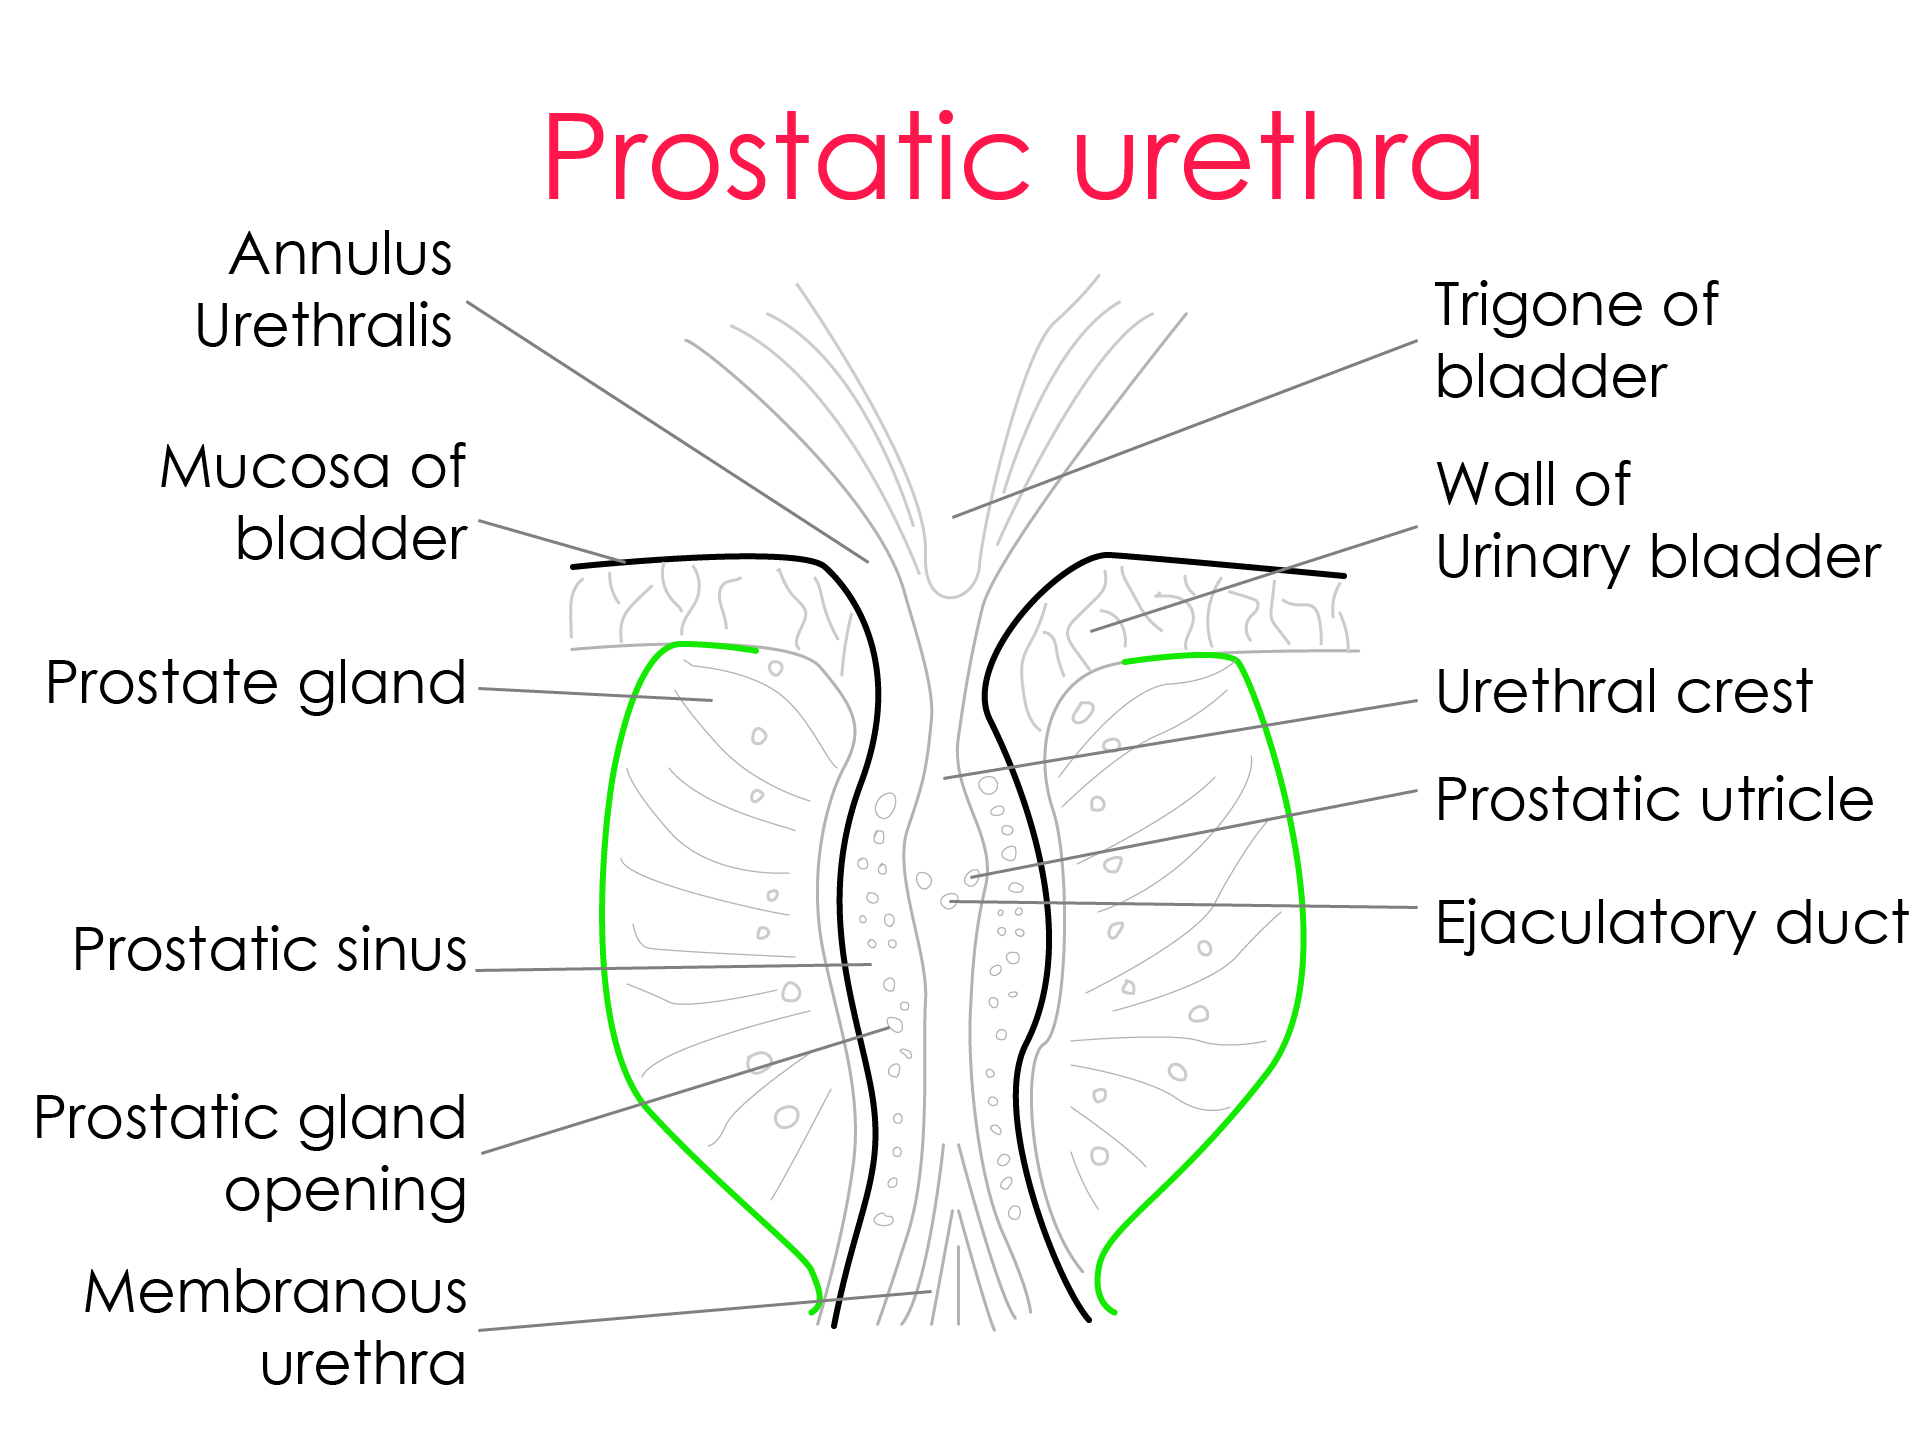 Prostatic urethra
Annulus
Urethralis
Mucosa of
bladder
Prostate gland
Prostatic sinus
Prostatic gland
opening
Membranous
urethra
Trigone of
bladder
Wall of
Urinary bladder
Urethral crest
Prostatic utricle
Ejaculatory duct